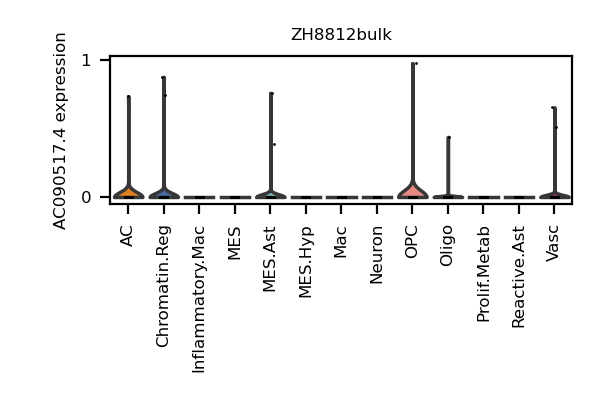 ZH8812bulk
AC090517.4 expression
1
0
AC
Chromatin.Reg
Inflammatory.Mac
MES
MES.Ast
MES.Hyp
Mac
Neuron
OPC
Oligo
Prolif.Metab
Reactive.Ast
Vasc